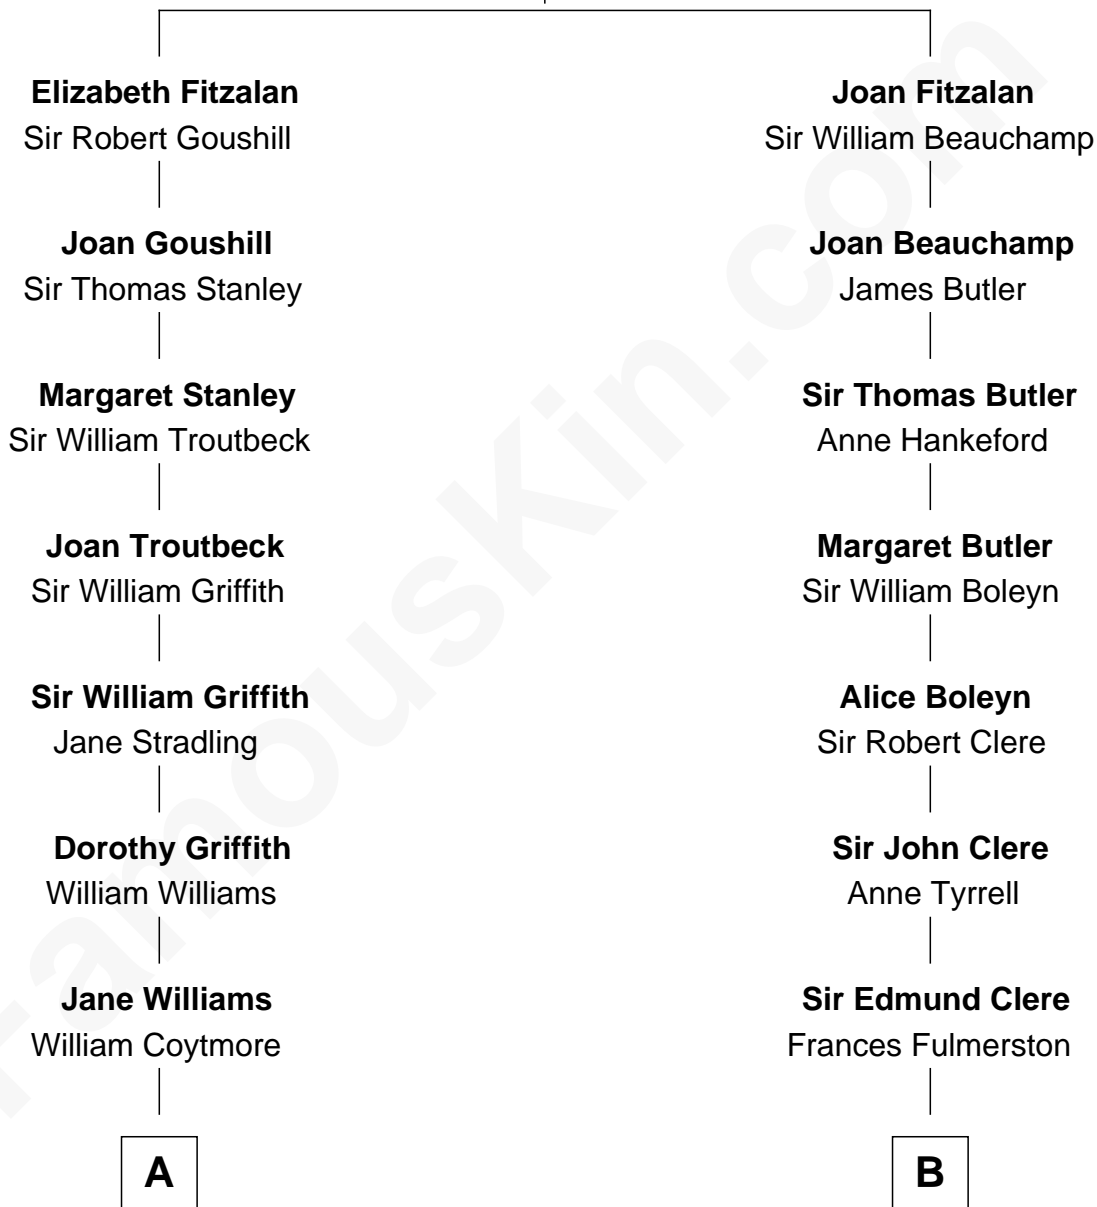 Elizabeth Fitzalan
Sir Robert Goushill
Joan Goushill
Sir Thomas Stanley
Margaret Stanley
Sir William Troutbeck
Joan Troutbeck
Sir William Griffith
Sir William Griffith
Jane Stradling
Dorothy Griffith
William Williams
Jane Williams
William Coytmore
A
Joan Fitzalan
Sir William Beauchamp
Joan Beauchamp
James Butler
Sir Thomas Butler
Anne Hankeford
Margaret Butler
Sir William Boleyn
Alice Boleyn
Sir Robert Clere
Sir John Clere
Anne Tyrrell
Sir Edmund Clere
Frances Fulmerston
B
FamousKin.com